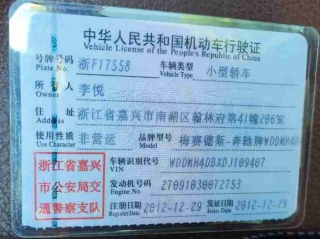 中华人民共和国机动车行驶证
Vehicle License of the People's Republic of China
号牌号码 浙F17558 车辆类型 小型轿车
Plate No. Vehicle Type
所有人 李悦
Owner
住址 浙江省嘉兴市南湖区翰林府第41幢206室
Address
使用性质 非营运 品牌型号 梅赛德斯-奔驰牌WDDKH4D
Use Character Model
浙江省嘉兴市公安局交通警察支队
车辆识别代号 WDDKH4DBXDJ109407
VIN
发动机号码 27091030072753
Engine No.
注册日期 2012-12-29 发证日期 2012-12-29
Register Date Issue Date